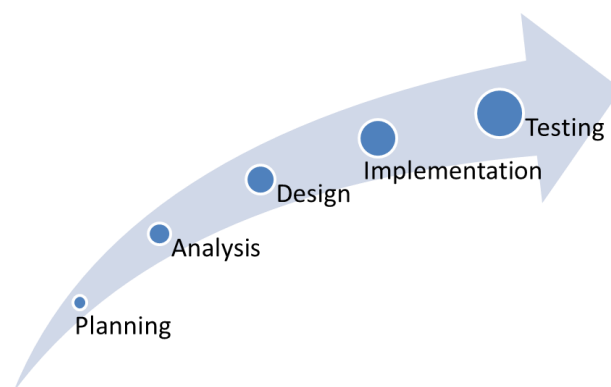 Planning
Analysis
Design
Implementation
Testing